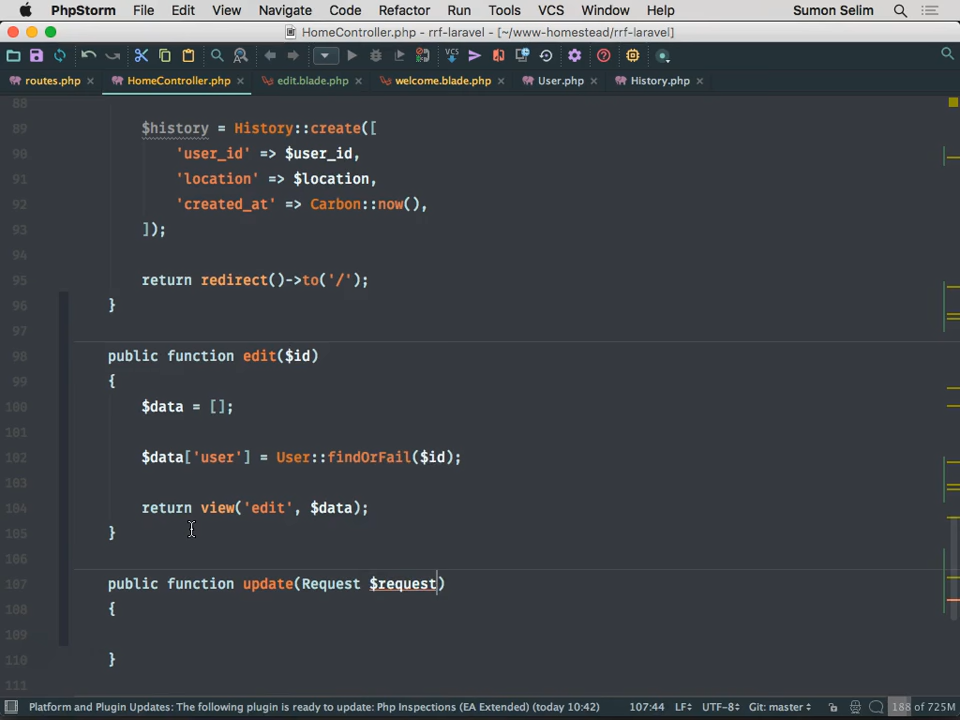 PhpStorm File Edit View Navigate Code Refactor Run Tools VCS Window Help Sumon Selim
HomeController.php - rrf-laravel - [~/www-homestead/rrf-laravel]
routes.php HomeController.php edit.blade.php welcome.blade.php User.php History.php
88
89 $history = History::create([
90 'user_id' => $user_id,
91 'location' => $location,
92 'created_at' => Carbon::now(),
93 ]);
94
95 return redirect()->to('/');
96 }
97
98 public function edit($id)
99 {
100 $data = [];
101
102 $data['user'] = User::findOrFail($id);
103
104 return view('edit', $data);
105 }
106
107 public function update(Request $request)
108 {
109
110 }
111
Platform and Plugin Updates: The following plugin is ready to update: Php Inspections (EA Extended) (today 10:42) 107:44 LF÷ UTF-8÷ Git: master÷ 188 of 725M